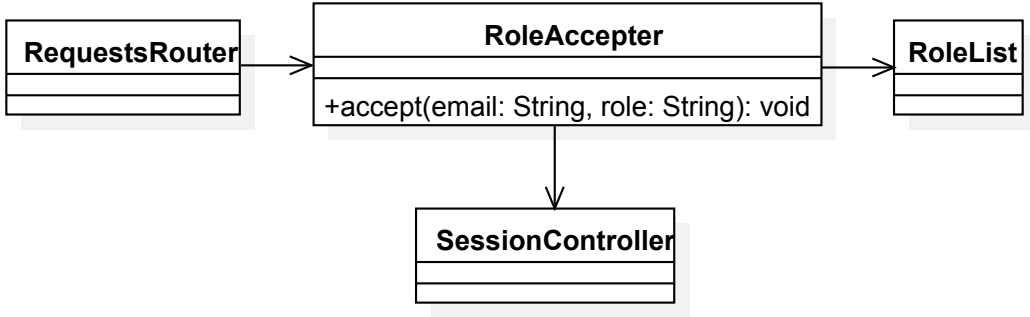 RequestsRouter
RoleAccepter
+accept(email: String, role: String): void
RoleList
SessionController